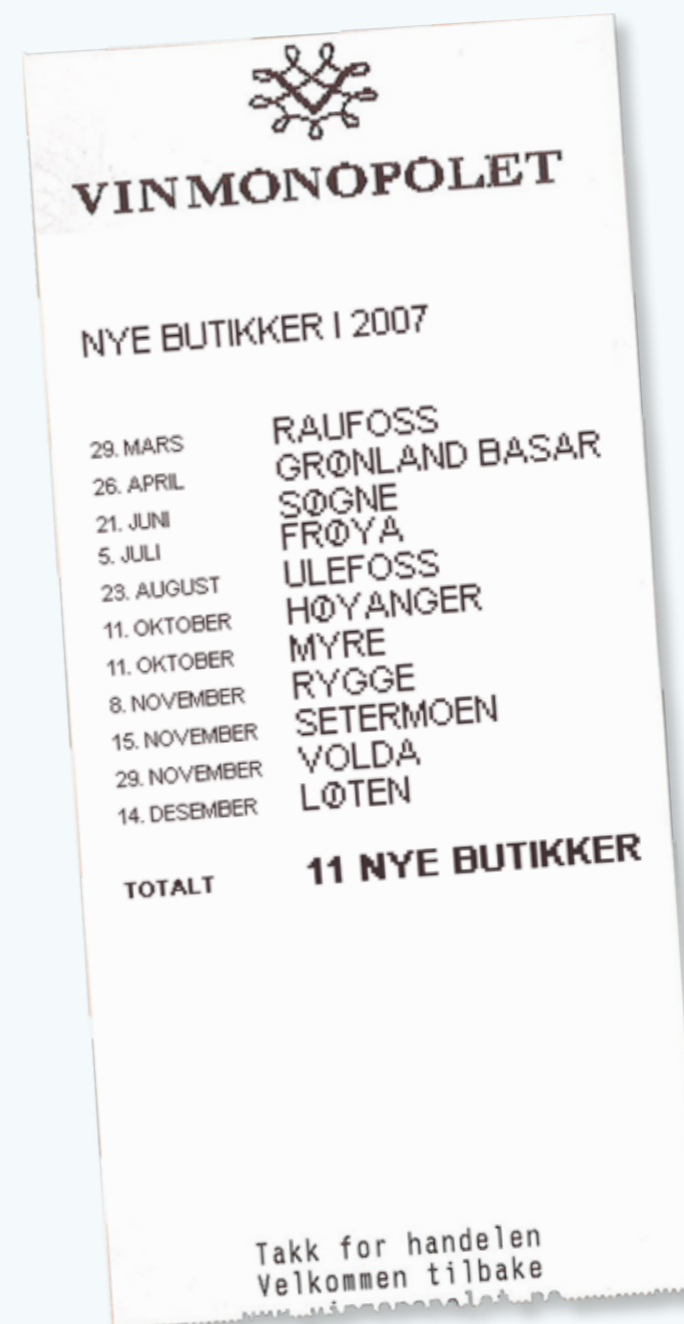 VINMONOPOLET
NYE BUTIKKER I 2007
29. MARS RAUFOSS
26. APRIL GRØNLAND BASAR
21. JUNI SØGNE
5. JULI FRØYA
23. AUGUST ULEFOSS
11. OKTOBER HØYANGER
11. OKTOBER MYRE
8. NOVEMBER RYGGE
15. NOVEMBER SETERMOEN
29. NOVEMBER VOLDA
14. DESEMBER LØTEN
TOTALT 11 NYE BUTIKKER
Takk for handelen
Velkommen tilbake